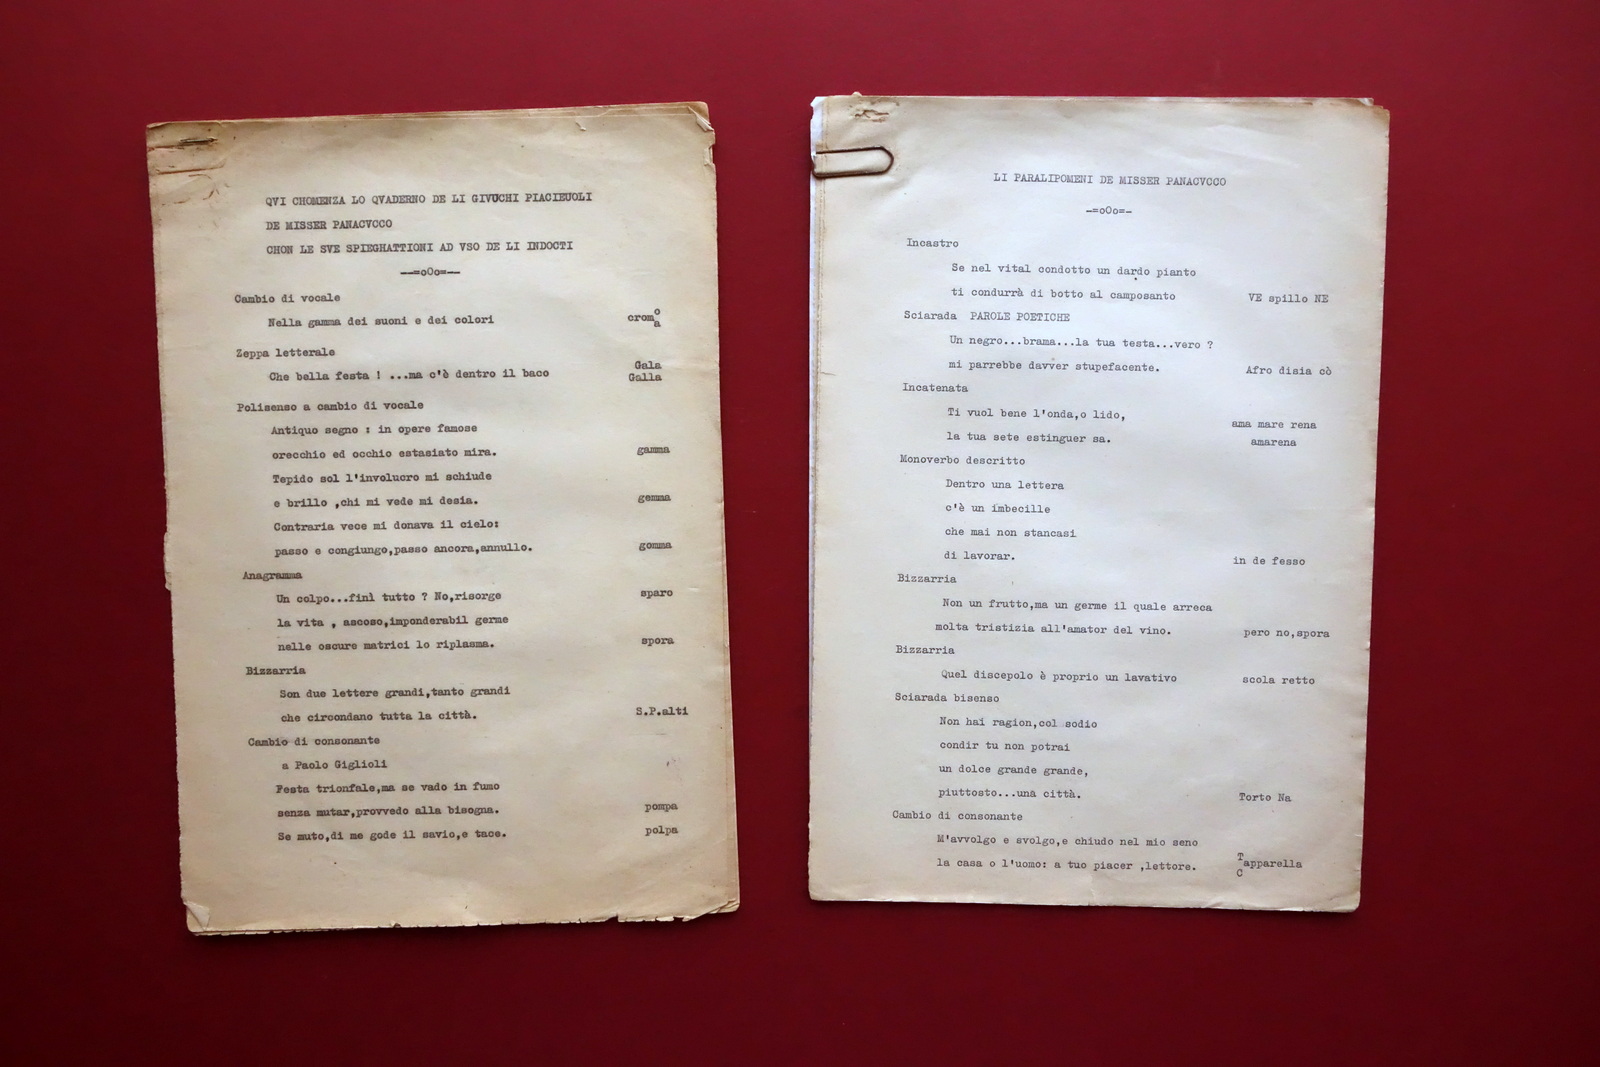 QVI CHOMENZA LO QVADERNO DE LI GIVUCHI PIACIEUOLI
DE MISSER PANACVCCO
CHON LE SVE SPIEGHATTIONI AD VSO DE LI INDOCTI
--=oOo=--
Cambio di vocale
Nella gamma dei suoni e dei colori cromo
a
Zeppa letterale
Che bella festa ! ...ma c'è dentro il baco Gala
Galla
Polisenso a cambio di vocale
Antiquo segno : in opere famose
orecchio ed occhio estasiato mira. gamma
Tepido sol l'involucro mi schiude
e brillo ,chi mi vede mi desia. gemma
Contraria vece mi donava il cielo:
passo e congiungo,passo ancora,annullo. gomma
Anagramma
Un colpo...finì tutto ? No,risorge sparo
la vita , ascoso,imponderabil germe
nelle oscure matrici lo riplasma. spora
Bizzarria
Son due lettere grandi,tanto grandi
che circondano tutta la città. S.P.alti
Cambio di consonante
a Paolo Giglioli
Festa trionfale,ma se vado in fumo
senza mutar,provvedo alla bisogna. pompa
Se muto,di me gode il savio,e tace. polpa
LI PARALIPOMENI DE MISSER PANACVCCO
-=oOo=-
Incastro
Se nel vital condotto un dardo pianto
ti condurrà di botto al camposanto VE spillo NE
Sciarada PAROLE POETICHE
Un negro...brama...la tua testa...vero ?
mi parrebbe davver stupefacente. Afro disia cò
Incatenata
Ti vuol bene l'onda,o lido, ama mare rena
la tua sete estinguer sa. amarena
Monoverbo descritto
Dentro una lettera
c'è un imbecille
che mai non stancasi
di lavorar. in de fesso
Bizzarria
Non un frutto,ma un germe il quale arreca
molta tristizia all'amator del vino. pero no,spora
Bizzarria
Quel discepolo è proprio un lavativo scola retto
Sciarada bisenso
Non hai ragion,col sodio
condir tu non potrai
un dolce grande grande,
piuttosto...una città. Torto Na
Cambio di consonante
M'avvolgo e svolgo,e chiudo nel mio seno
la casa o l'uomo: a tuo piacer ,lettore. Tapparella
C